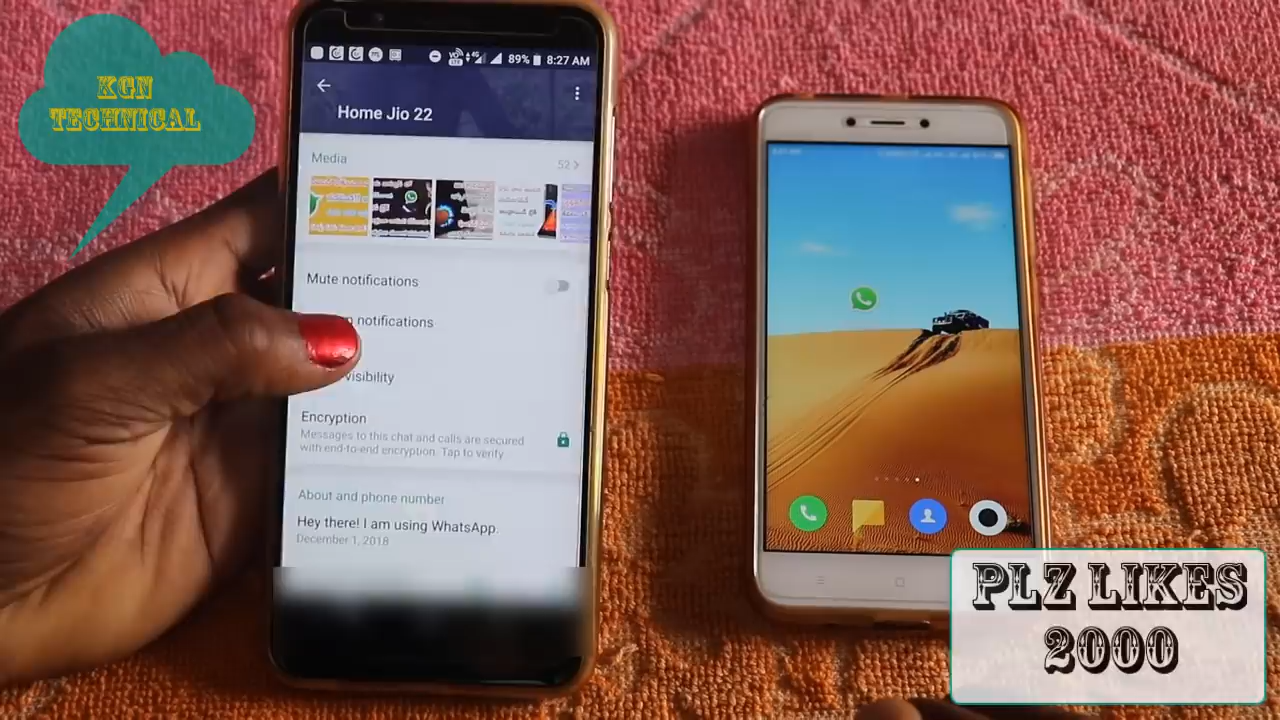 KGN
TECHNICAL
89% 8:27 AM
Home Jio 22
Media
52
Mute notifications
notifications
visibility
Encryption
Messages to this chat and calls are secured
with end-to-end encryption. Tap to verify.
About and phone number
Hey there! I am using WhatsApp.
December 1, 2018
PLZ LIKES
2000